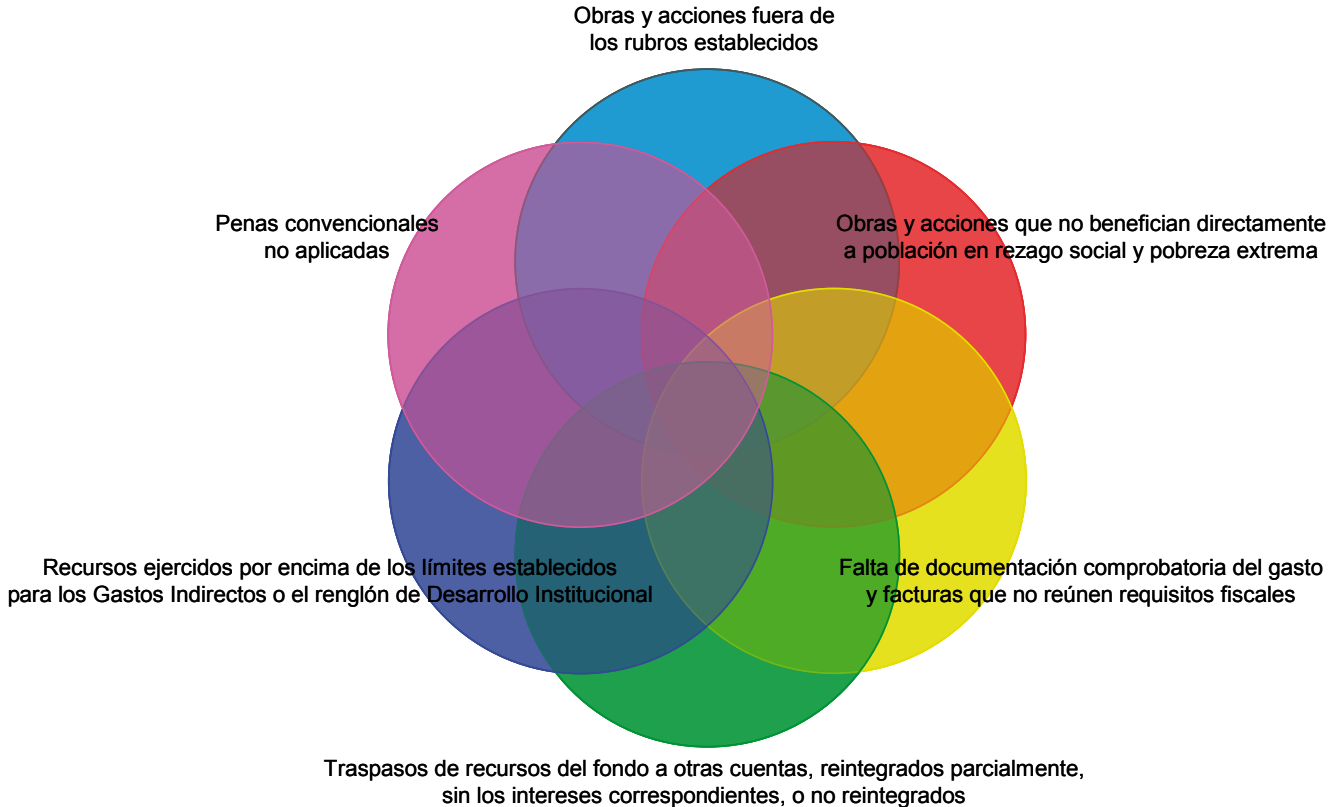 Obras y acciones fuera de
los rubros establecidos
Penas convencionales
no aplicadas
Obras y acciones que no benefician directamente
a población en rezago social y pobreza extrema
Recursos ejercidos por encima de los límites establecidos
para los Gastos Indirectos o el renglón de Desarrollo Institucional
Falta de documentación comprobatoria del gasto
y facturas que no reúnen requisitos fiscales
Traspasos de recursos del fondo a otras cuentas, reintegrados parcialmente,
sin los intereses correspondientes, o no reintegrados